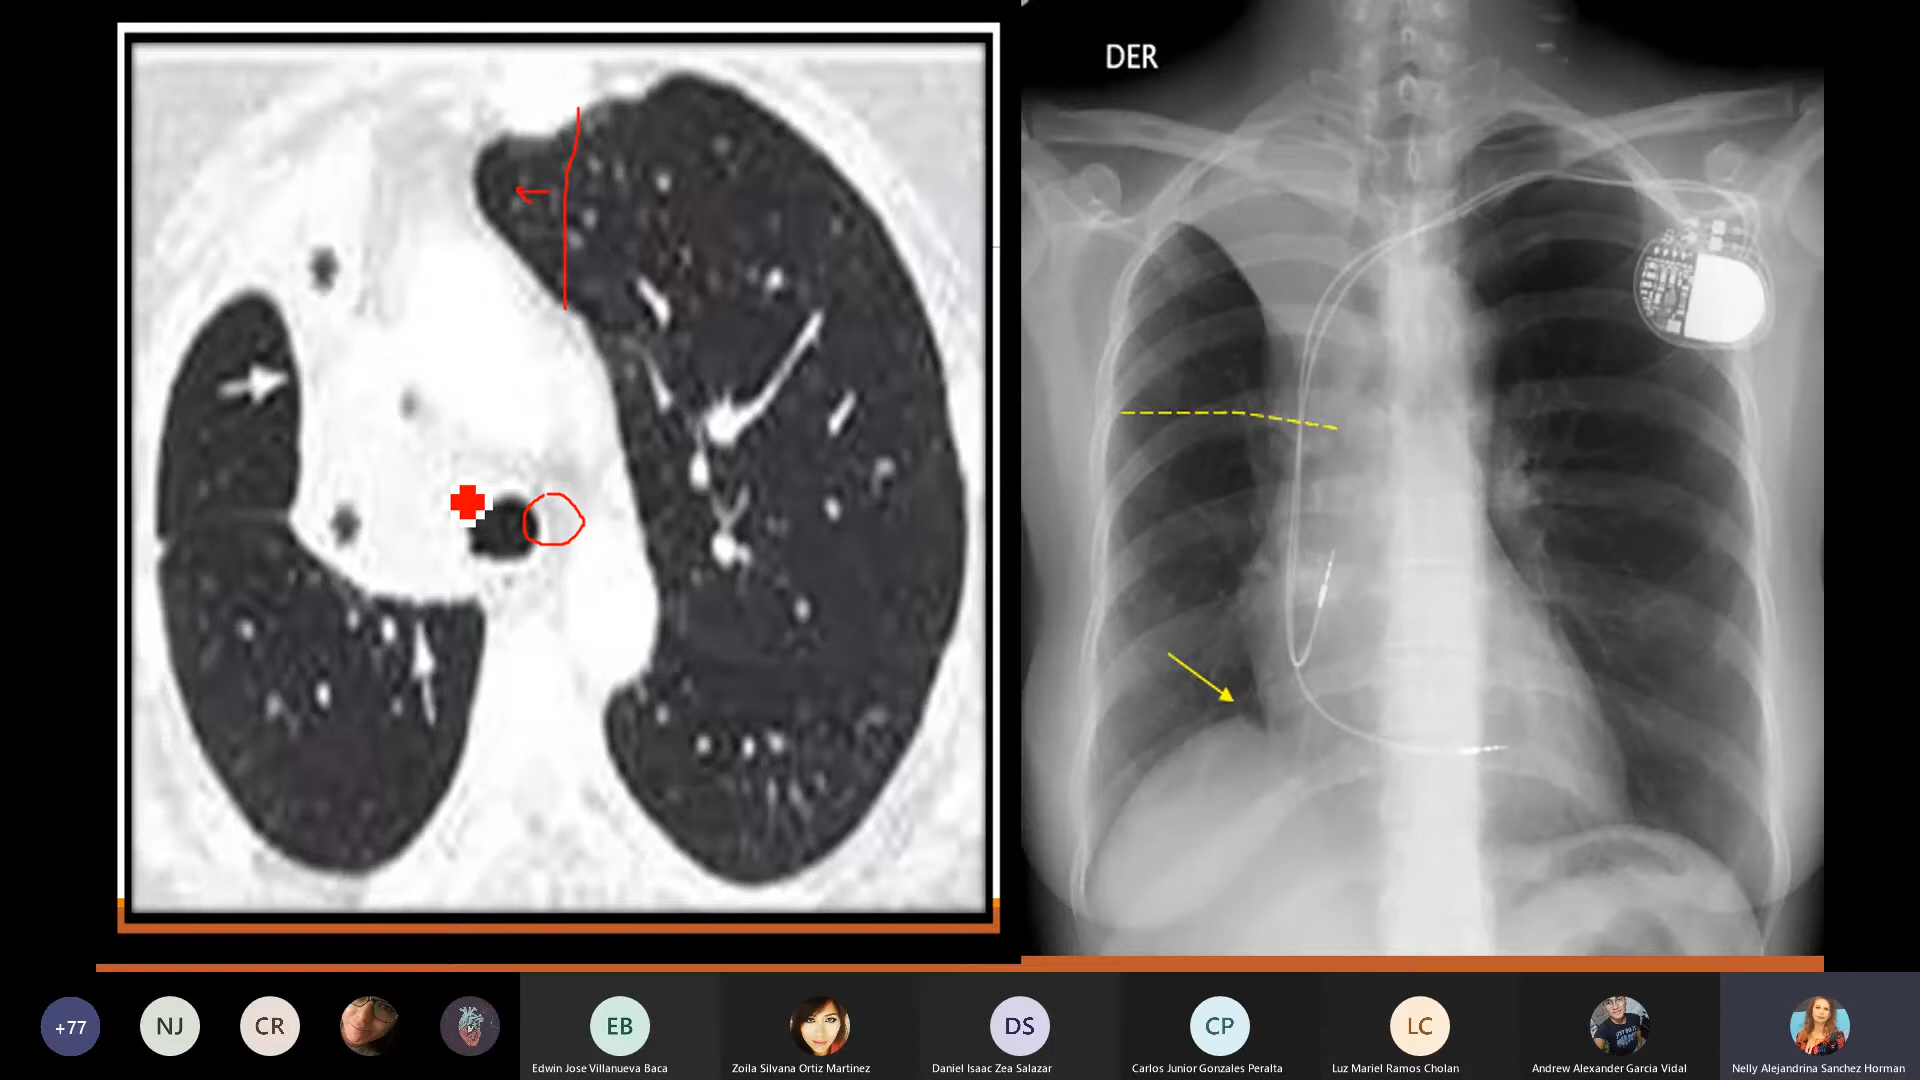 DER
+77
NJ
CR
EB
DS
CP
LC
Edwin Jose Villanueva Baca
Zoila Silvana Ortiz Martinez
Daniel Isaac Zea Salazar
Carlos Junior Gonzales Peralta
Luz Mariel Ramos Cholan
Andrew Alexander Garcia Vidal
Nelly Alejandrina Sanchez Horman